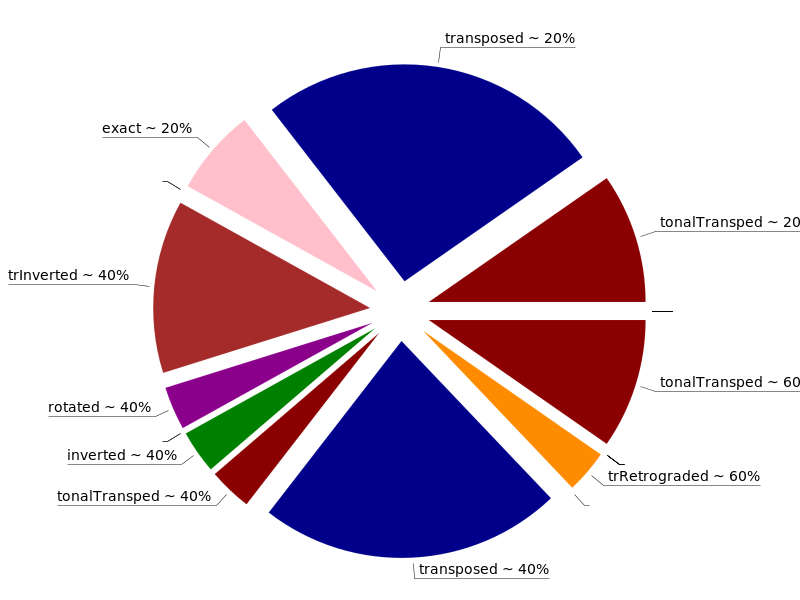 transposed ~ 20%
exact ~ 20%
tonalTransped ~ 20
trInverted ~ 40%
tonalTransped ~ 60
rotated ~ 40%
inverted ~ 40%
trRetrograded ~ 60%
tonalTransped ~ 40%
transposed ~ 40%